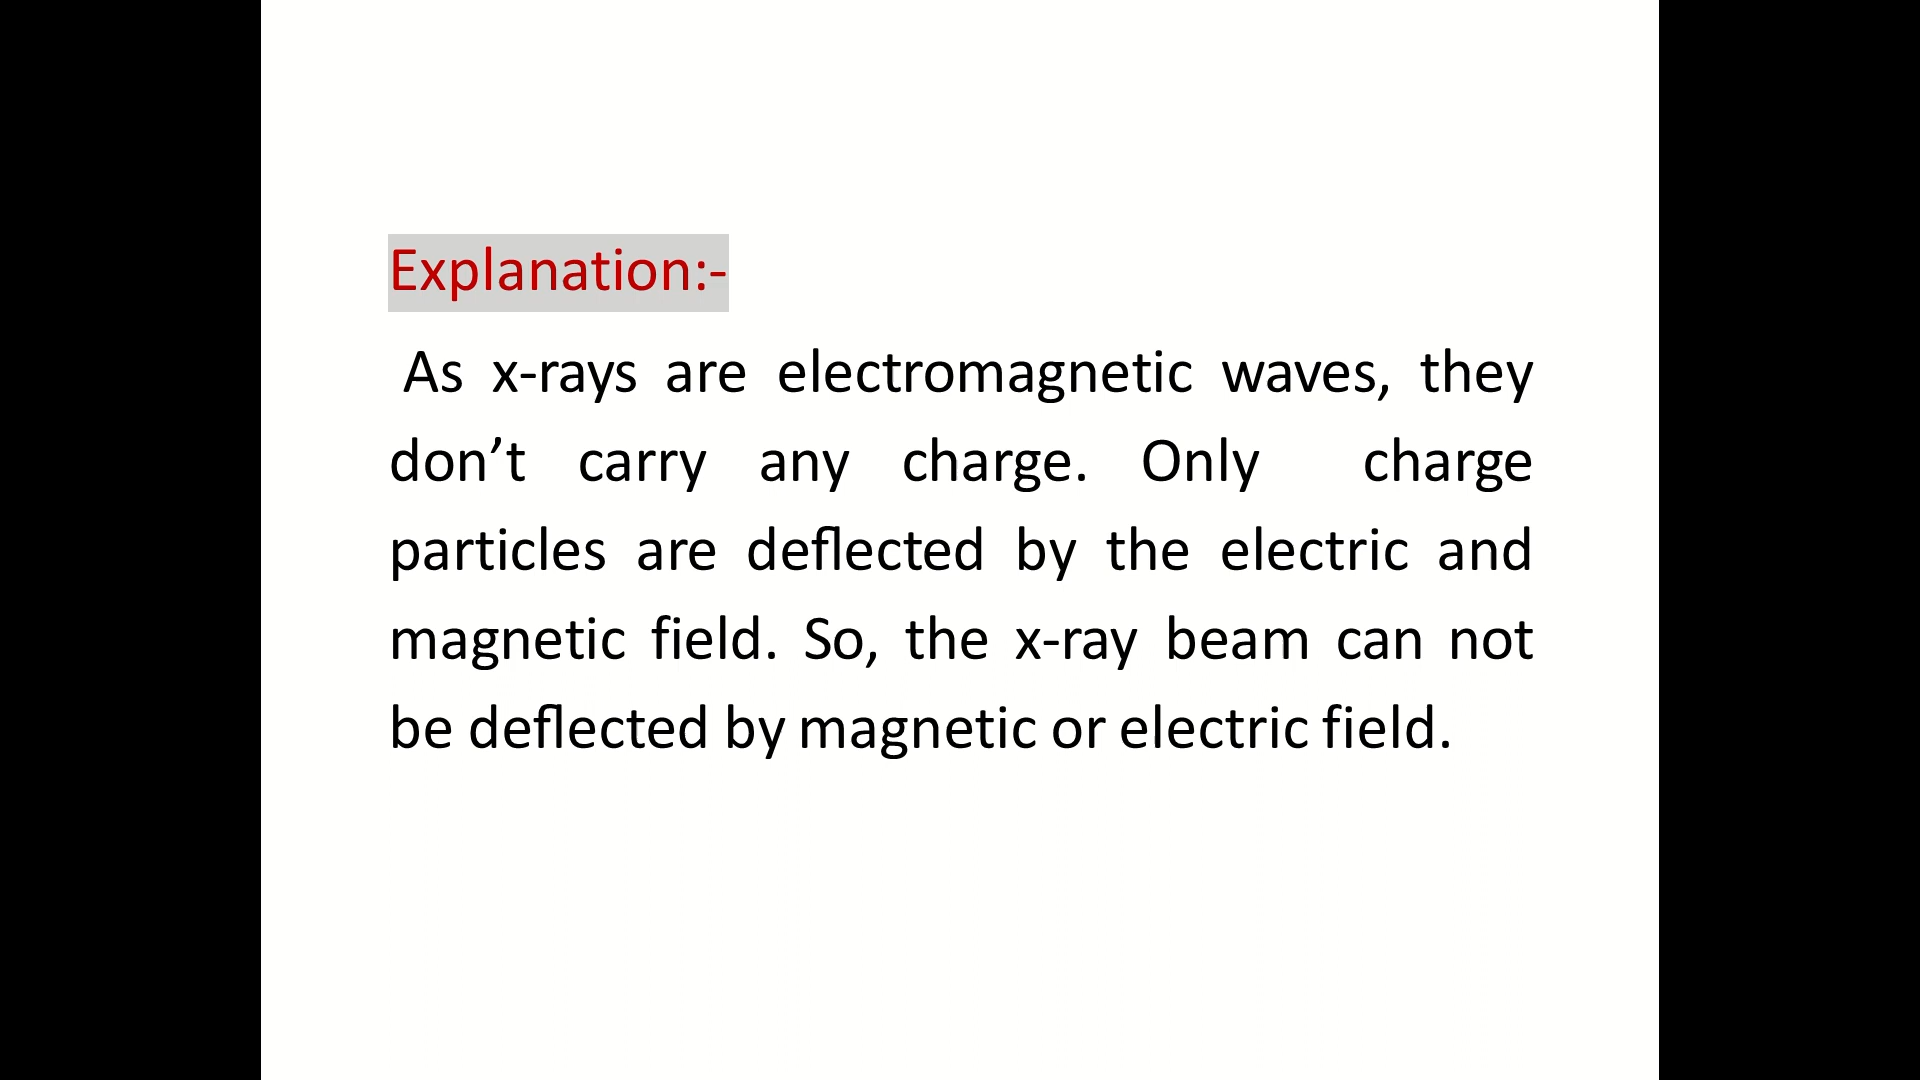 Explanation:-
As x-rays are electromagnetic waves, they
don’t carry any charge. Only charge
particles are deflected by the electric and
magnetic field. So, the x-ray beam can not
be deflected by magnetic or electric field.